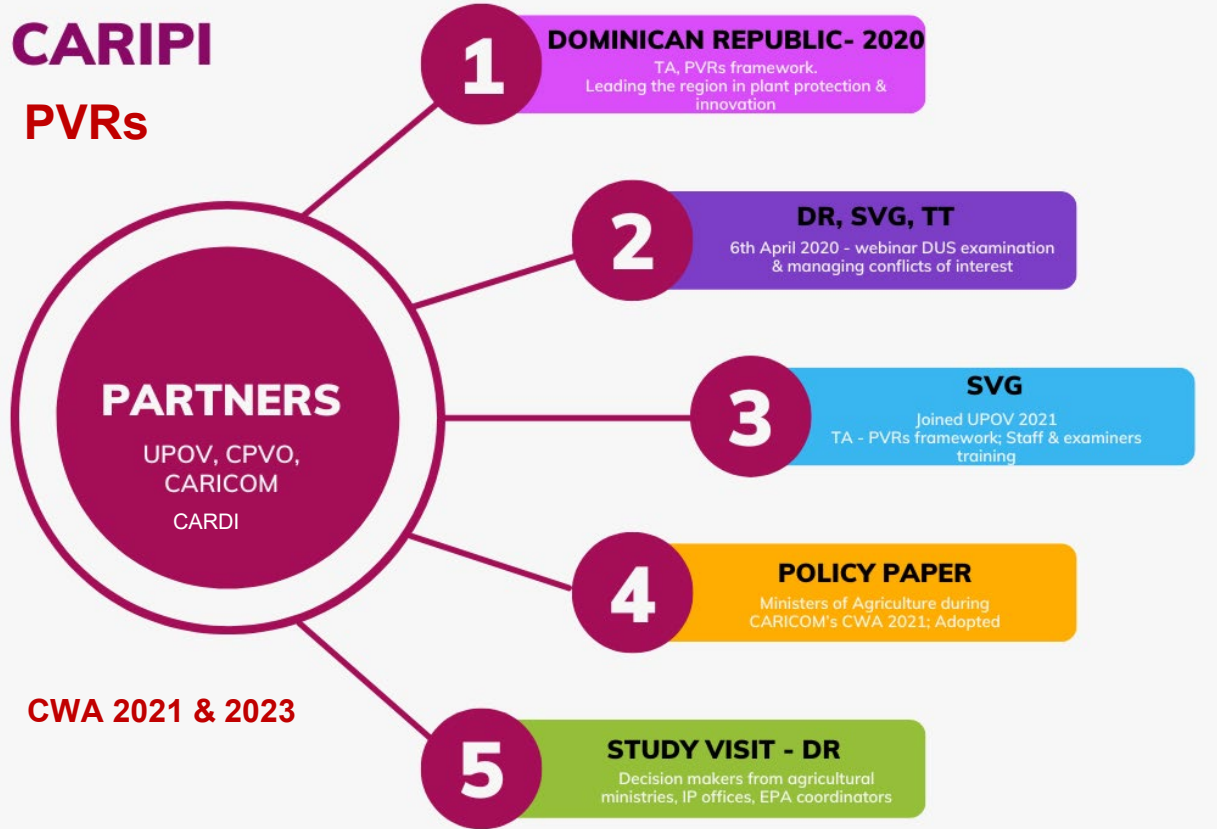 CARIPI
PVRs
1
DOMINICAN REPUBLIC- 2020
TA, PVRs framework.
Leading the region in plant protection &
innovation
2
DR, SVG, TT
6th April 2020 - webinar DUS examination
& managing conflicts of interest
PARTNERS
UPOV, CPVO,
CARICOM
CARDI
3
SVG
Joined UPOV 2021
TA - PVRs framework; Staff & examiners
training
4
POLICY PAPER
Ministers of Agriculture during
CARICOM's CWA 2021; Adopted
CWA 2021 & 2023
5
STUDY VISIT - DR
Decision makers from agricultural
ministries, IP offices, EPA coordinators